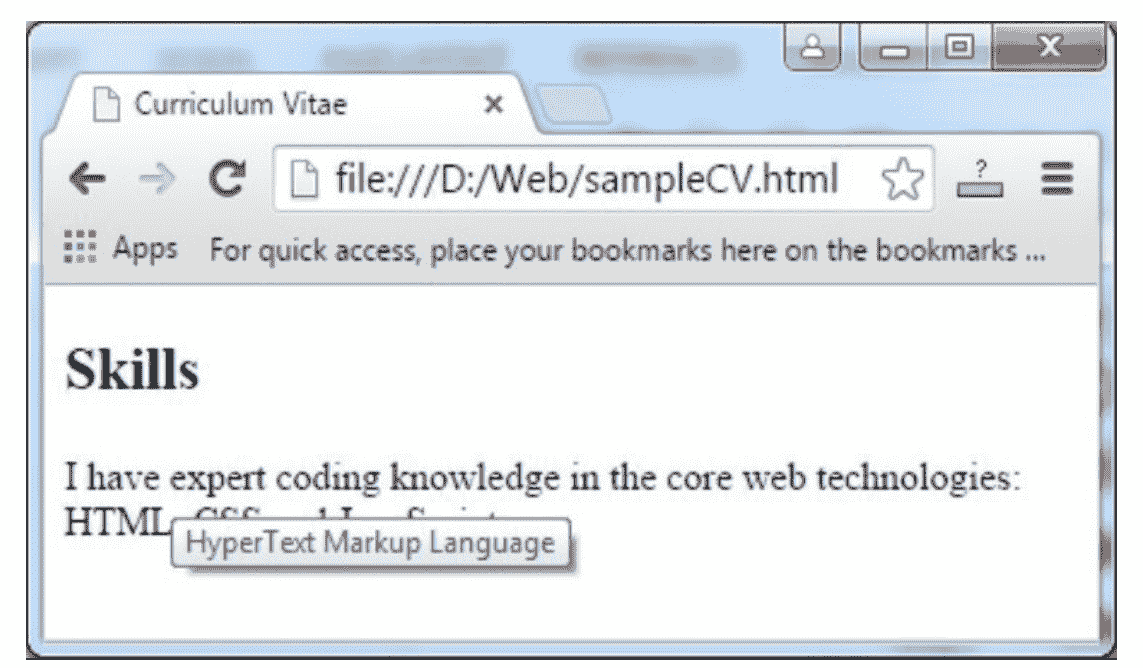 Curriculum Vitae
file:///D:/Web/sampleCV.html
?
Apps For quick access, place your bookmarks here on the bookmarks ...
Skills
I have expert coding knowledge in the core web technologies:
HTML,
HyperText Markup Language